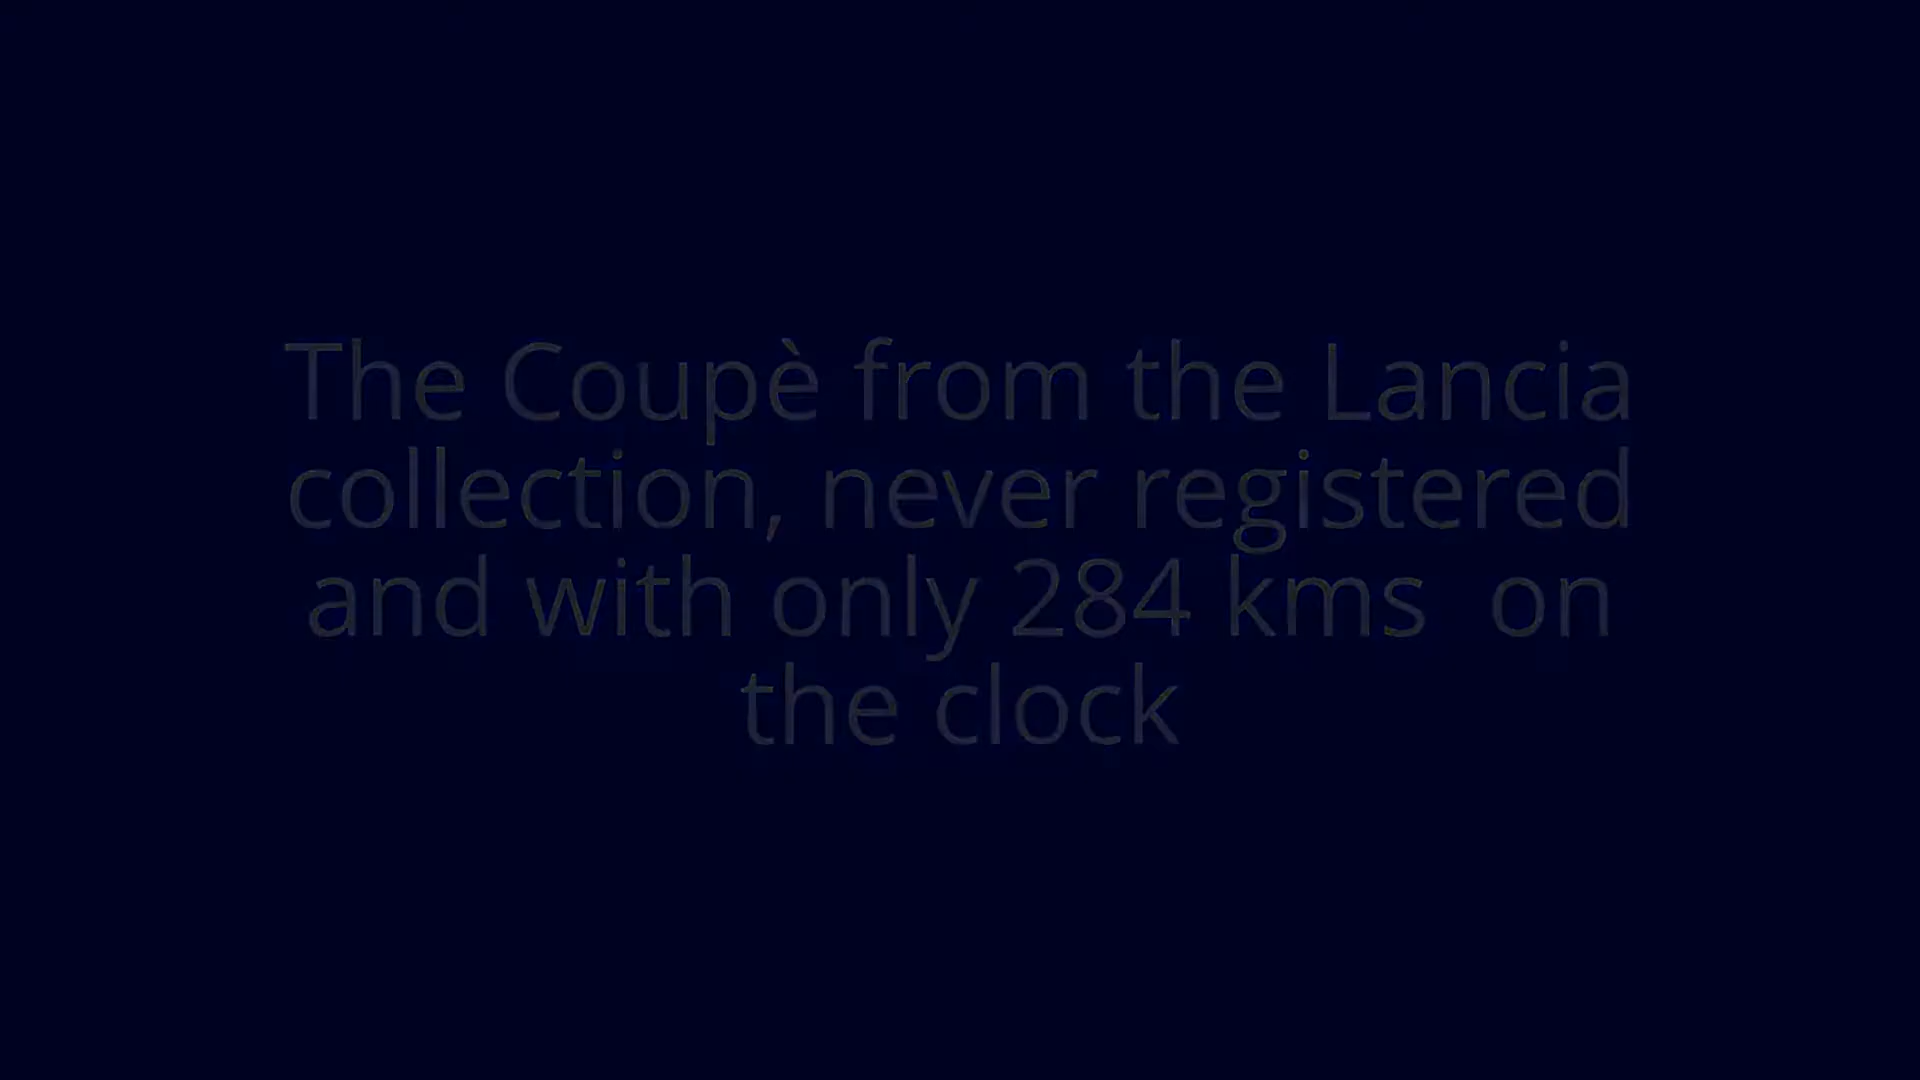 The Coupè from the Lancia
collection, never registered
and with only 284 kms  on
the clock